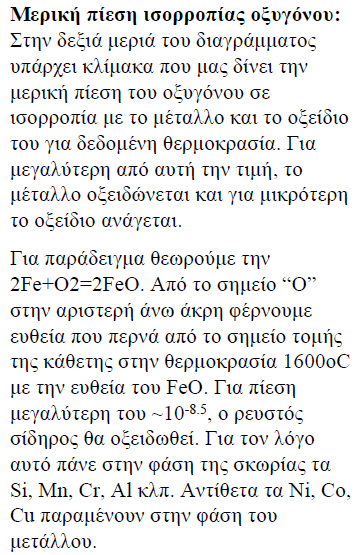 Μερική πίεση ισορροπίας οξυγόνου:
Στην δεξιά μεριά του διαγράμματος
υπάρχει κλίμακα που μας δίνει την
μερική πίεση του οξυγόνου σε
ισορροπία με το μέταλλο και το οξείδιο
του για δεδομένη θερμοκρασία. Για
μεγαλύτερη από αυτή την τιμή, το
μέταλλο οξειδώνεται και για μικρότερη
το οξείδιο ανάγεται.
Για παράδειγμα θεωρούμε την
2Fe+O2=2FeO. Από το σημείο “Ο”
στην αριστερή άνω άκρη φέρνουμε
ευθεία που περνά από το σημείο τομής
της κάθετης στην θερμοκρασία 1600οC
με την ευθεία του FeO. Για πίεση
μεγαλύτερη του ~10⁻⁸·⁵, ο ρευστός
σίδηρος θα οξειδωθεί. Για τον λόγο
αυτό πάνε στην φάση της σκωρίας τα
Si, Mn, Cr, Al κλπ. Αντίθετα τα Ni, Co,
Cu παραμένουν στην φάση του
μετάλλου.